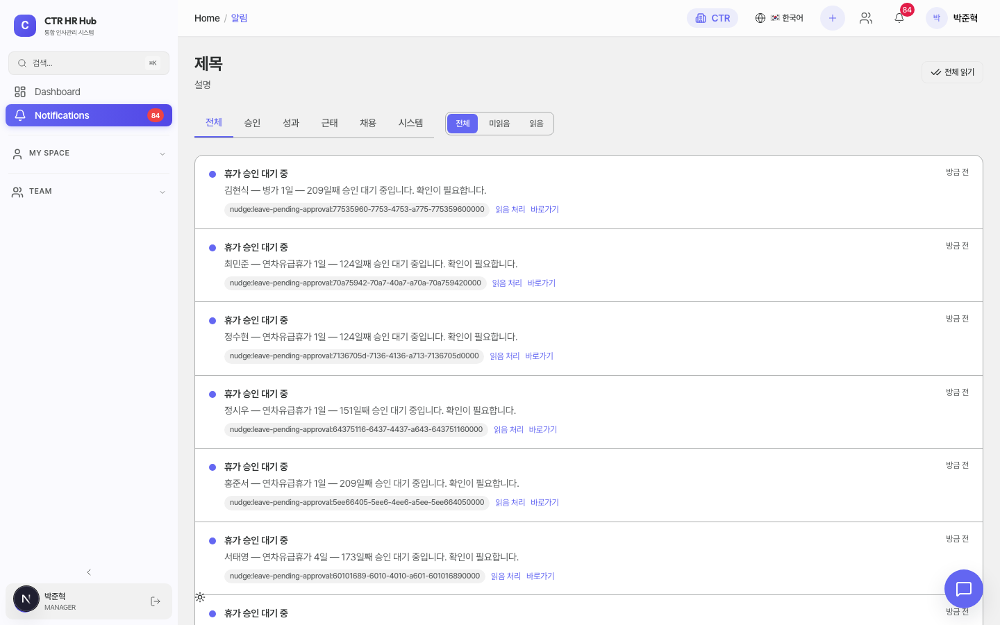 C
CTR HR Hub
통합 인사관리 시스템
검색...
⌘K
Dashboard
Notifications
84
MY SPACE
TEAM
N
박준혁
MANAGER
Home / 알림
CTR
🇰🇷 한국어
84
박
박준혁
제목
설명
전체 읽기
전체
승인
성과
근태
채용
시스템
전체
미읽음
읽음
휴가 승인 대기 중
방금 전
김현식 — 병가 1일 — 209일째 승인 대기 중입니다. 확인이 필요합니다.
nudge:leave-pending-approval:77535960-7753-4753-a775-775359600000 읽음 처리 바로가기
휴가 승인 대기 중
방금 전
최민준 — 연차유급휴가 1일 — 124일째 승인 대기 중입니다. 확인이 필요합니다.
nudge:leave-pending-approval:70a75942-70a7-40a7-a70a-70a759420000 읽음 처리 바로가기
휴가 승인 대기 중
방금 전
정수현 — 연차유급휴가 1일 — 124일째 승인 대기 중입니다. 확인이 필요합니다.
nudge:leave-pending-approval:7136705d-7136-4136-a713-7136705d0000 읽음 처리 바로가기
휴가 승인 대기 중
방금 전
정시우 — 연차유급휴가 1일 — 151일째 승인 대기 중입니다. 확인이 필요합니다.
nudge:leave-pending-approval:64375116-6437-4437-a643-643751160000 읽음 처리 바로가기
휴가 승인 대기 중
방금 전
홍준서 — 연차유급휴가 1일 — 209일째 승인 대기 중입니다. 확인이 필요합니다.
nudge:leave-pending-approval:5ee66405-5ee6-4ee6-a5ee-5ee664050000 읽음 처리 바로가기
휴가 승인 대기 중
방금 전
서태영 — 연차유급휴가 4일 — 173일째 승인 대기 중입니다. 확인이 필요합니다.
nudge:leave-pending-approval:60101689-6010-4010-a601-601016890000 읽음 처리 바로가기
휴가 승인 대기 중
방금 전